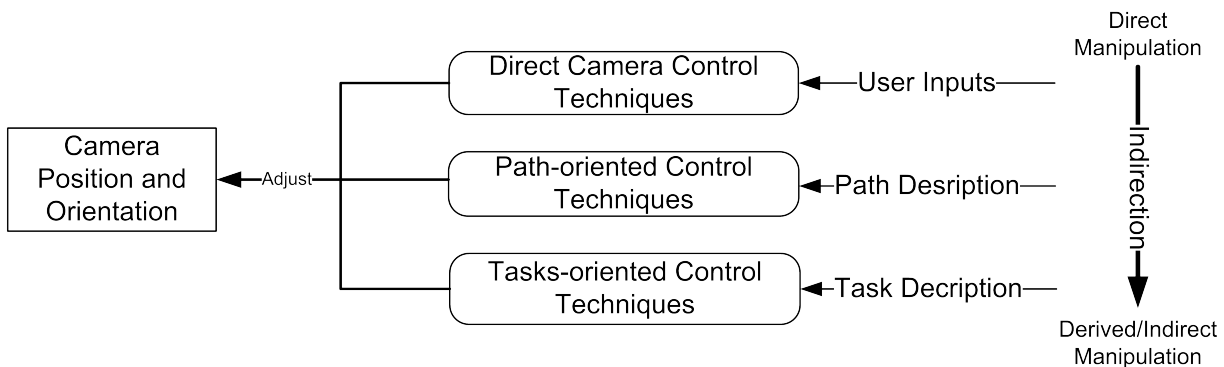 Direct
Manipulation
Direct Camera Control
Techniques
User Inputs
Camera
Position and
Orientation
Adjust
Path-oriented Control
Techniques
Path Desription
Indirection
Tasks-oriented Control
Techniques
Task Decription
Derived/Indirect
Manipulation